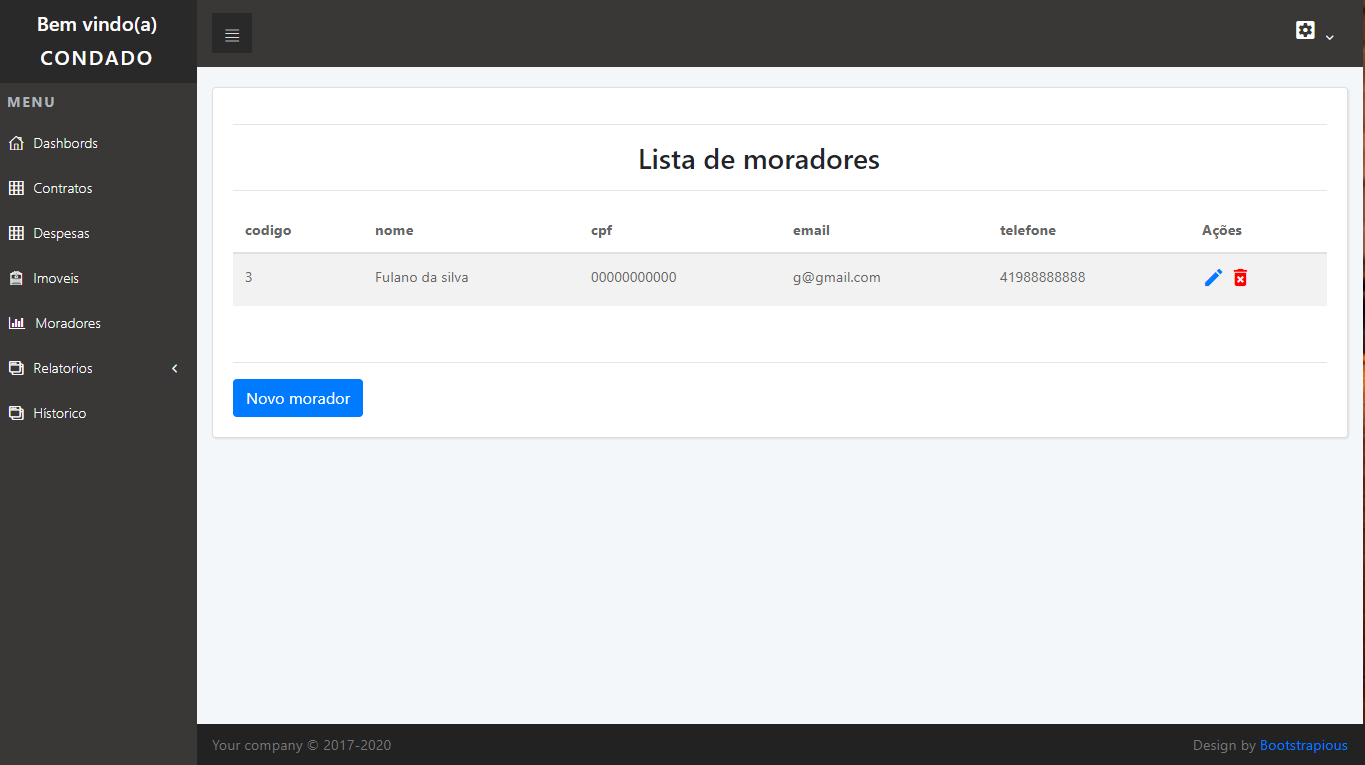 Bem vindo(a)
CONDADO
MENU
Dashbords
Contratos
Despesas
Imoveis
Moradores
Relatorios
Hístorico
Lista de moradores
codigo nome cpf email telefone Ações
3 Fulano da silva 00000000000 g@gmail.com 41988888888
Novo morador
Your company © 2017-2020
Design by Bootstrapious